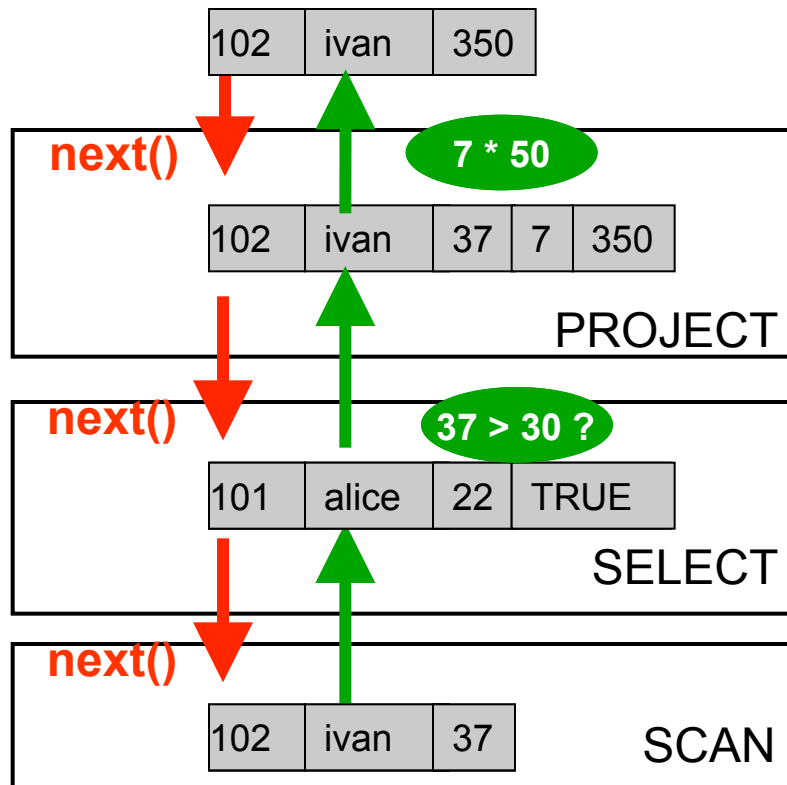 102 ivan 350
next() 7 * 50
102 ivan 37 7 350
PROJECT
next() 37 > 30 ?
101 alice 22 TRUE
SELECT
next()
102 ivan 37 SCAN